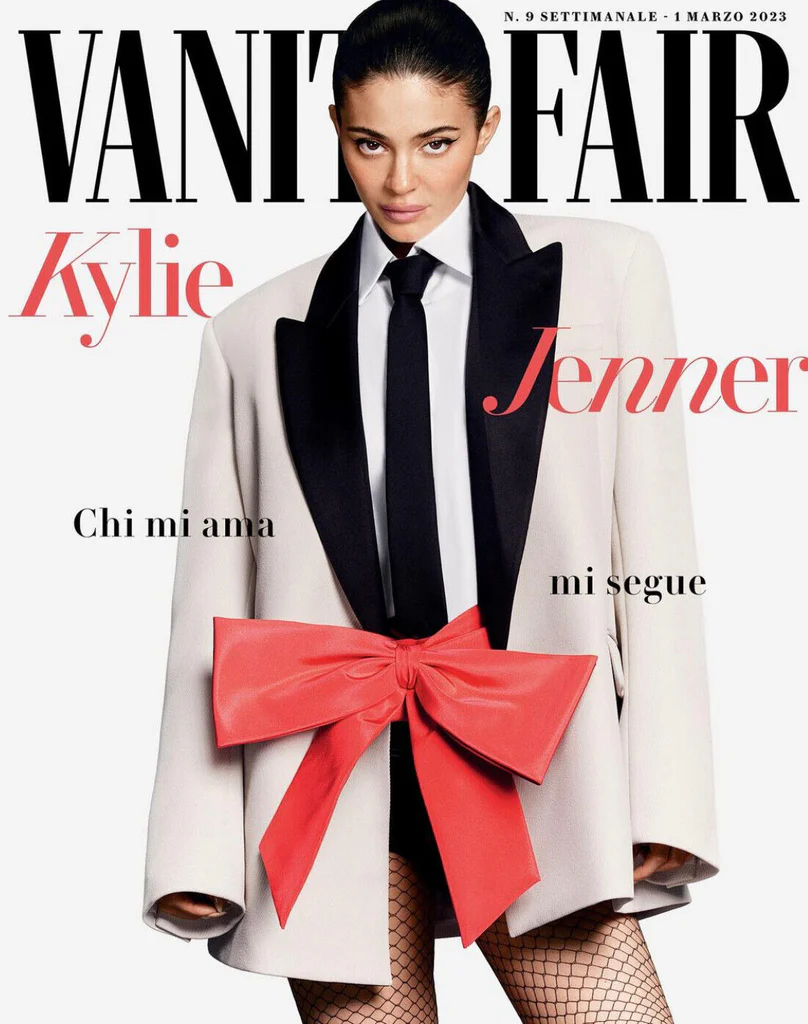 N. 9 SETTIMANALE - 1 MARZO 2023
VANITY FAIR
Kylie
Jenner
Chi mi ama
mi segue